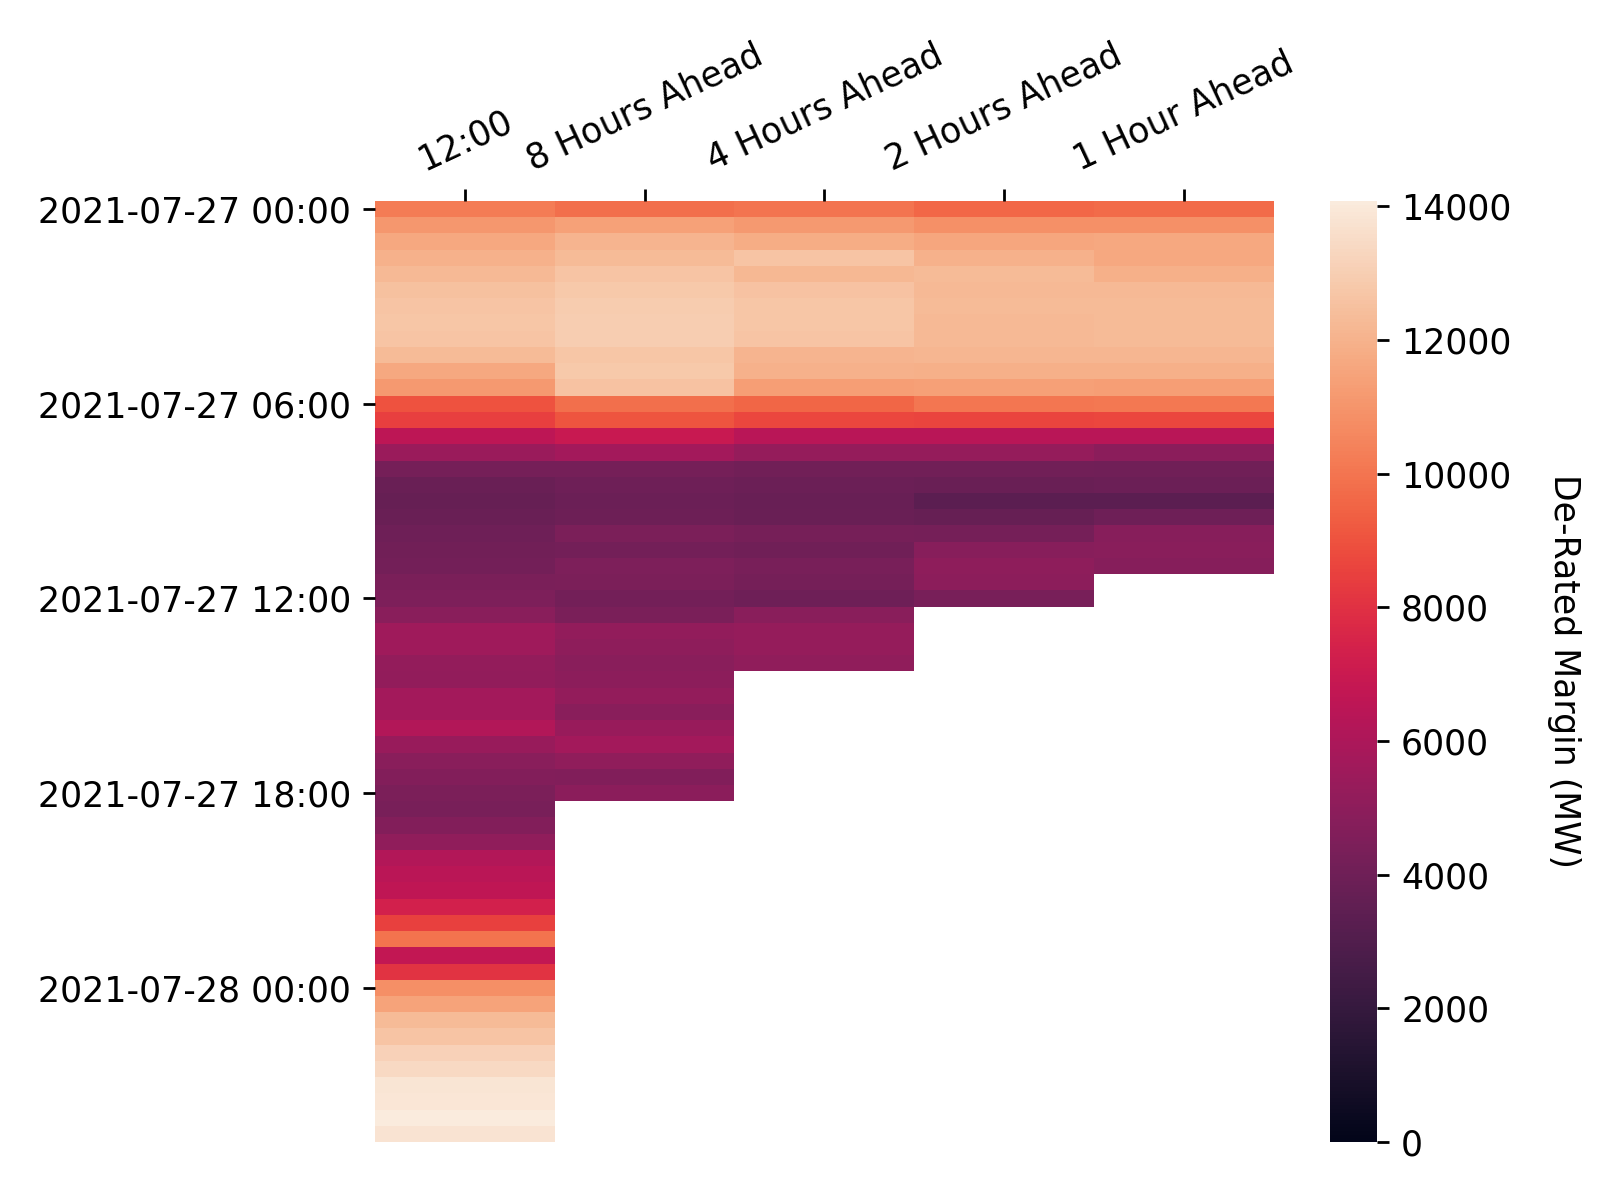 12:00
8 Hours Ahead
4 Hours Ahead
2 Hours Ahead
1 Hour Ahead
2021-07-27 00:00
2021-07-27 06:00
2021-07-27 12:00
2021-07-27 18:00
2021-07-28 00:00
14000
12000
10000
8000
6000
4000
2000
0
De-Rated Margin (MW)